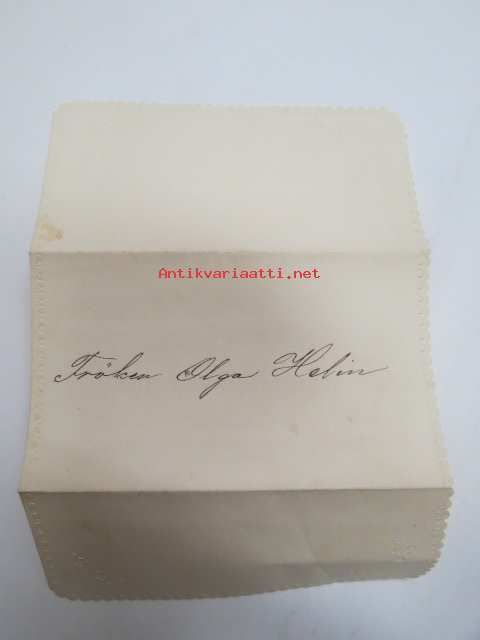 Antikvariaatti.net
Fröken Olga Helin